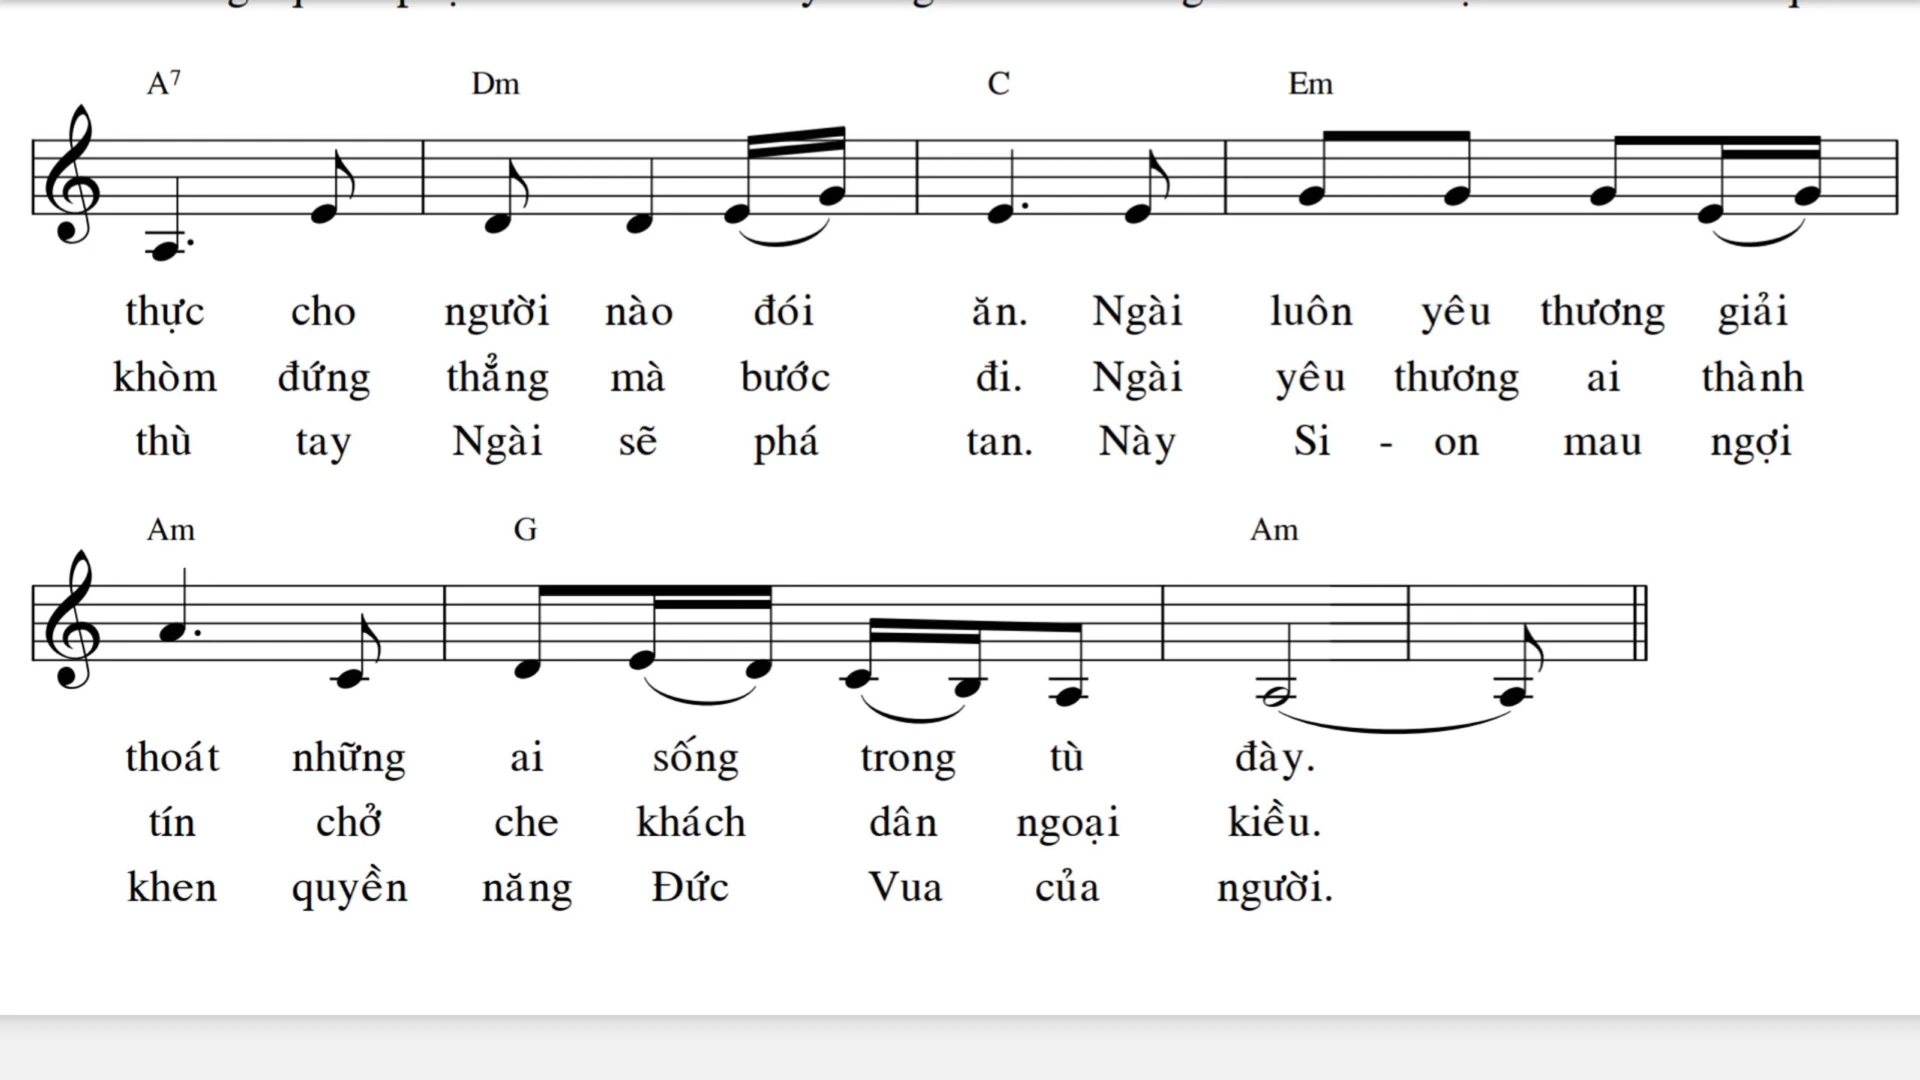 A7 Dm C Em
thực cho người nào đói ăn. Ngài luôn yêu thương giải
khòm đứng thẳng mà bước đi. Ngài yêu thương ai thành
thù tay Ngài sẽ phá tan. Này Si - on mau ngợi
Am G Am
thoát những ai sống trong tù đày.
tín chở che khách dân ngoại kiều.
khen quyền năng Đức Vua của người.